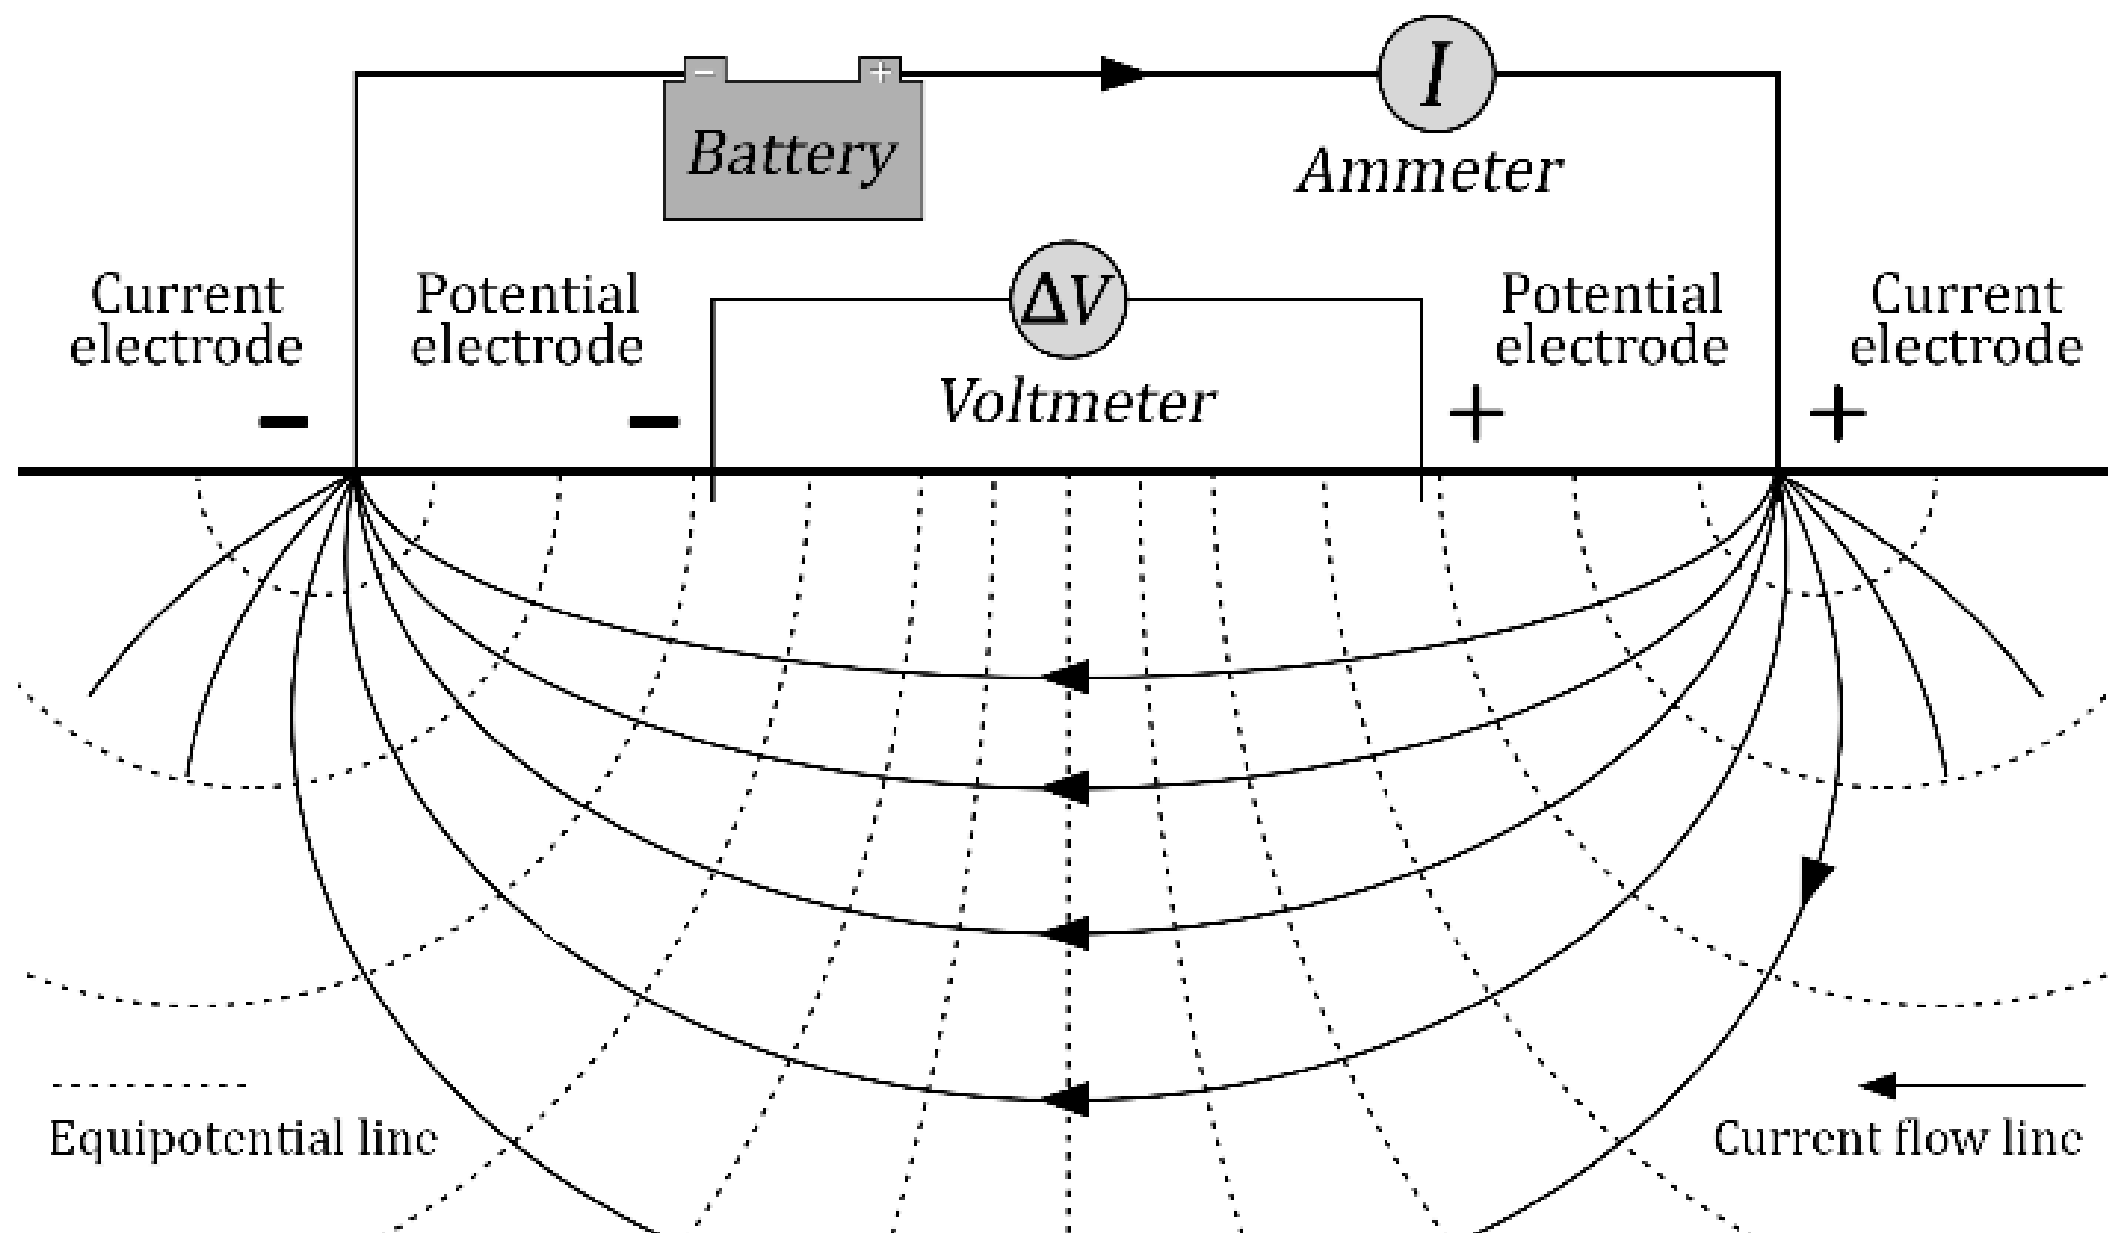 − +
I
Battery
Ammeter
Current
electrode
Potential
electrode
ΔV
Potential
electrode
Current
electrode
Voltmeter
− − + +
Equipotential line
Current flow line